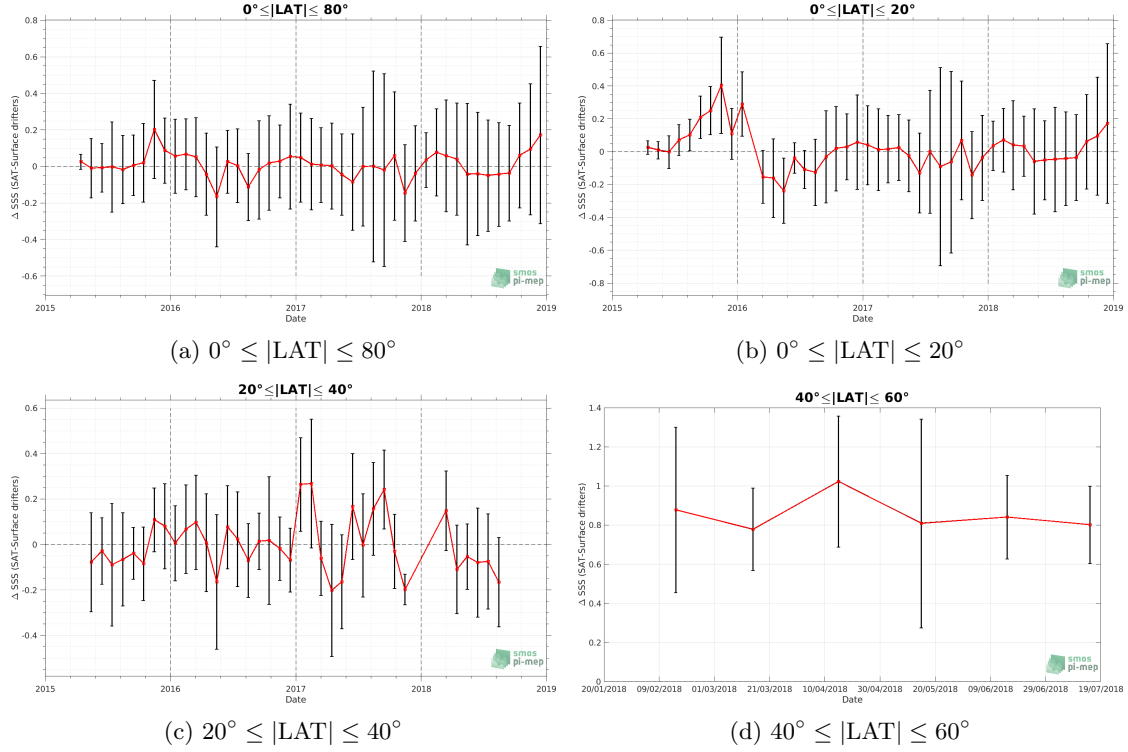 0°≤|LAT|≤ 80°
Δ SSS (SAT-Surface drifters)
0.8
0.6
0.4
0.2
0
-0.2
-0.4
-0.6
2015
2016
2017
2018
2019
Date
smos
pi-mep
(a) 0° ≤ |LAT| ≤ 80°
0°≤|LAT|≤ 20°
Δ SSS (SAT-Surface drifters)
0.8
0.6
0.4
0.2
0
-0.2
-0.4
-0.6
-0.8
2015
2016
2017
2018
2019
Date
smos
pi-mep
(b) 0° ≤ |LAT| ≤ 20°
20°≤|LAT|≤ 40°
Δ SSS (SAT-Surface drifters)
0.6
0.4
0.2
0
-0.2
-0.4
2015
2016
2017
2018
2019
Date
smos
pi-mep
(c) 20° ≤ |LAT| ≤ 40°
40°≤|LAT|≤ 60°
Δ SSS (SAT-Surface drifters)
1.4
1.2
1
0.8
0.6
0.4
0.2
0
20/01/2018
09/02/2018
01/03/2018
21/03/2018
10/04/2018
30/04/2018
20/05/2018
09/06/2018
29/06/2018
19/07/2018
Date
smos
pi-mep
(d) 40° ≤ |LAT| ≤ 60°